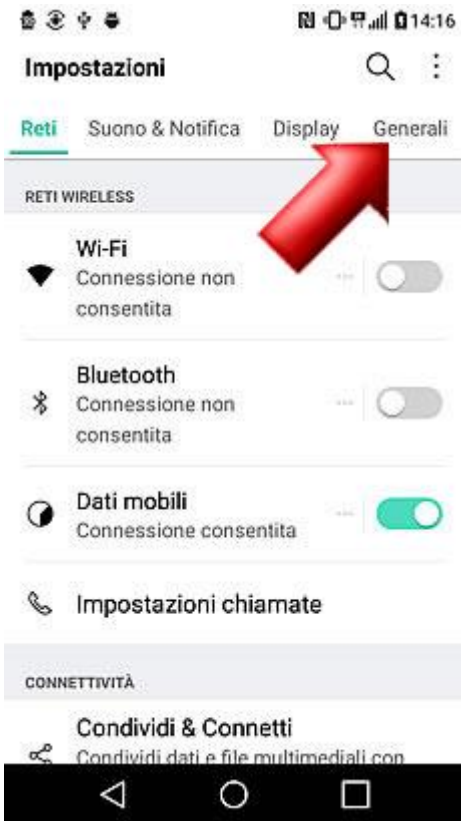 14:16
Impostazioni
Reti Suono & Notifica Display Generali
RETI WIRELESS
Wi-Fi
Connessione non
consentita
Bluetooth
Connessione non
consentita
Dati mobili
Connessione consentita
Impostazioni chiamate
CONNETTIVITÀ
Condividi & Connetti
Condividi dati e file multimediali con